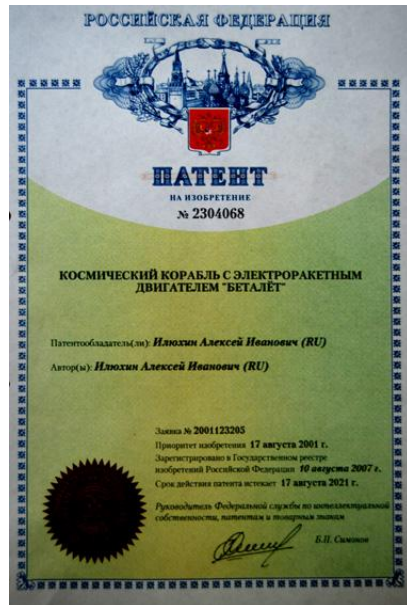 РОССИЙСКАЯ ФЕДЕРАЦИЯ
ПАТЕНТ
НА ИЗОБРЕТЕНИЕ
№ 2304068
КОСМИЧЕСКИЙ КОРАБЛЬ С ЭЛЕКТРОРАКЕТНЫМ
ДВИГАТЕЛЕМ "БЕТАЛЁТ"
Патентообладатель(ли): Илюхин Алексей Иванович (RU)
Автор(ы): Илюхин Алексей Иванович (RU)
Заявка № 2001123205
Приоритет изобретения 17 августа 2001 г.
Зарегистрировано в Государственном реестре
изобретений Российской Федерации 10 августа 2007 г.
Срок действия патента истекает 17 августа 2021 г.
Руководитель Федеральной службы по интеллектуальной
собственности, патентам и товарным знакам
Б.П. Симонов